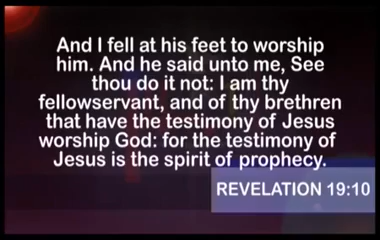 And I fell at his feet to worship
him. And he said unto me, See
thou do it not: I am thy
fellowservant, and of thy brethren
that have the testimony of Jesus
worship God: for the testimony of
Jesus is the spirit of prophecy.
REVELATION 19:10